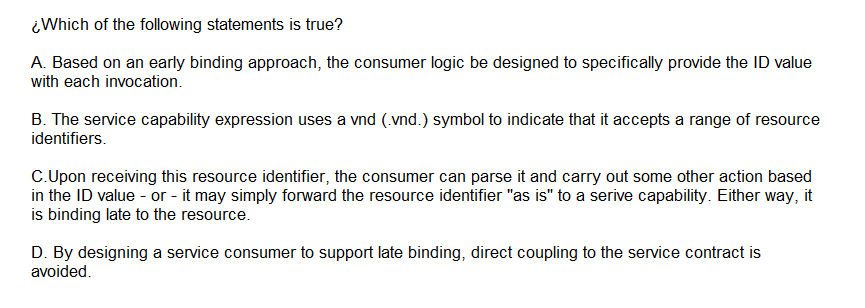 ¿Which of the following statements is true?
A. Based on an early binding approach, the consumer logic be designed to specifically provide the ID value
with each invocation.
B. The service capability expression uses a vnd (.vnd.) symbol to indicate that it accepts a range of resource
identifiers.
C.Upon receiving this resource identifier, the consumer can parse it and carry out some other action based
in the ID value - or - it may simply forward the resource identifier "as is" to a serive capability. Either way, it
is binding late to the resource.
D. By designing a service consumer to support late binding, direct coupling to the service contract is
avoided.